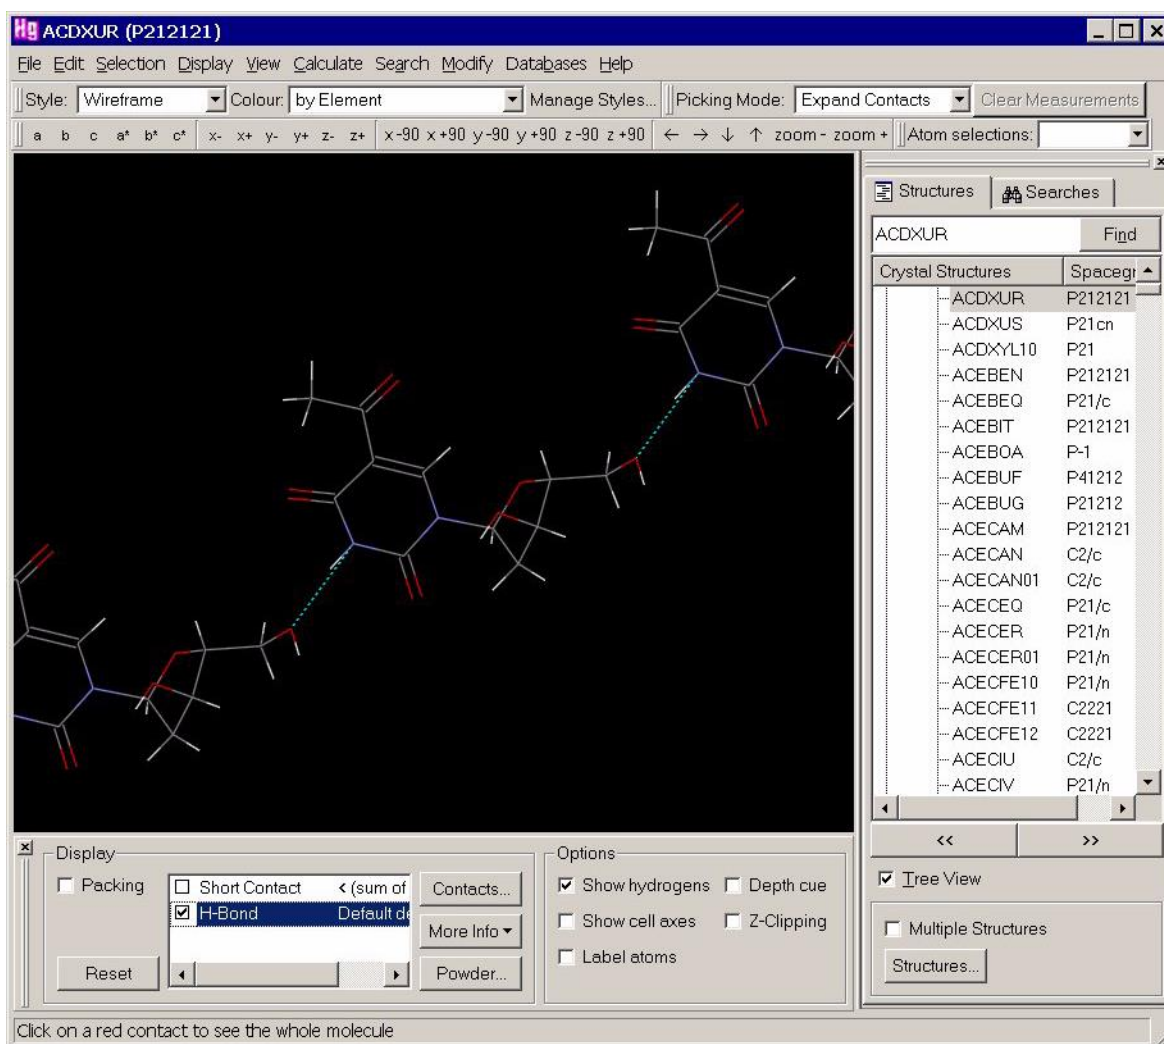 Hg ACDXUR (P212121)
File Edit Selection Display View Calculate Search Modify Databases Help
Style: Wireframe Colour: by Element Manage Styles... Picking Mode: Expand Contacts Clear Measurements
a b c a* b* c* x- x+ y- y+ z- z+ x-90 x+90 y-90 y+90 z-90 z+90 ← → ↓ ↑ zoom- zoom+ Atom selections:
Structures Searches
ACDXUR Find
Crystal Structures Spacegr
ACDXUR P212121
ACDXUS P21cn
ACDXYL10 P21
ACEBEN P212121
ACEBEQ P21/c
ACEBIT P212121
ACEBOA P-1
ACEBUF P41212
ACEBUG P21212
ACECAM P212121
ACECAN C2/c
ACECAN01 C2/c
ACECEQ P21/c
ACECER P21/n
ACECER01 P21/n
ACECFE10 P21/n
ACECFE11 C2221
ACECFE12 C2221
ACECIU C2/c
ACECIV P21/n
<< >>
Tree View
Multiple Structures
Structures...
Display
Packing
Short Contact < (sum of
H-Bond Default de
Contacts...
More Info
Reset
Powder...
Options
Show hydrogens Depth cue
Show cell axes Z-Clipping
Label atoms
Click on a red contact to see the whole molecule